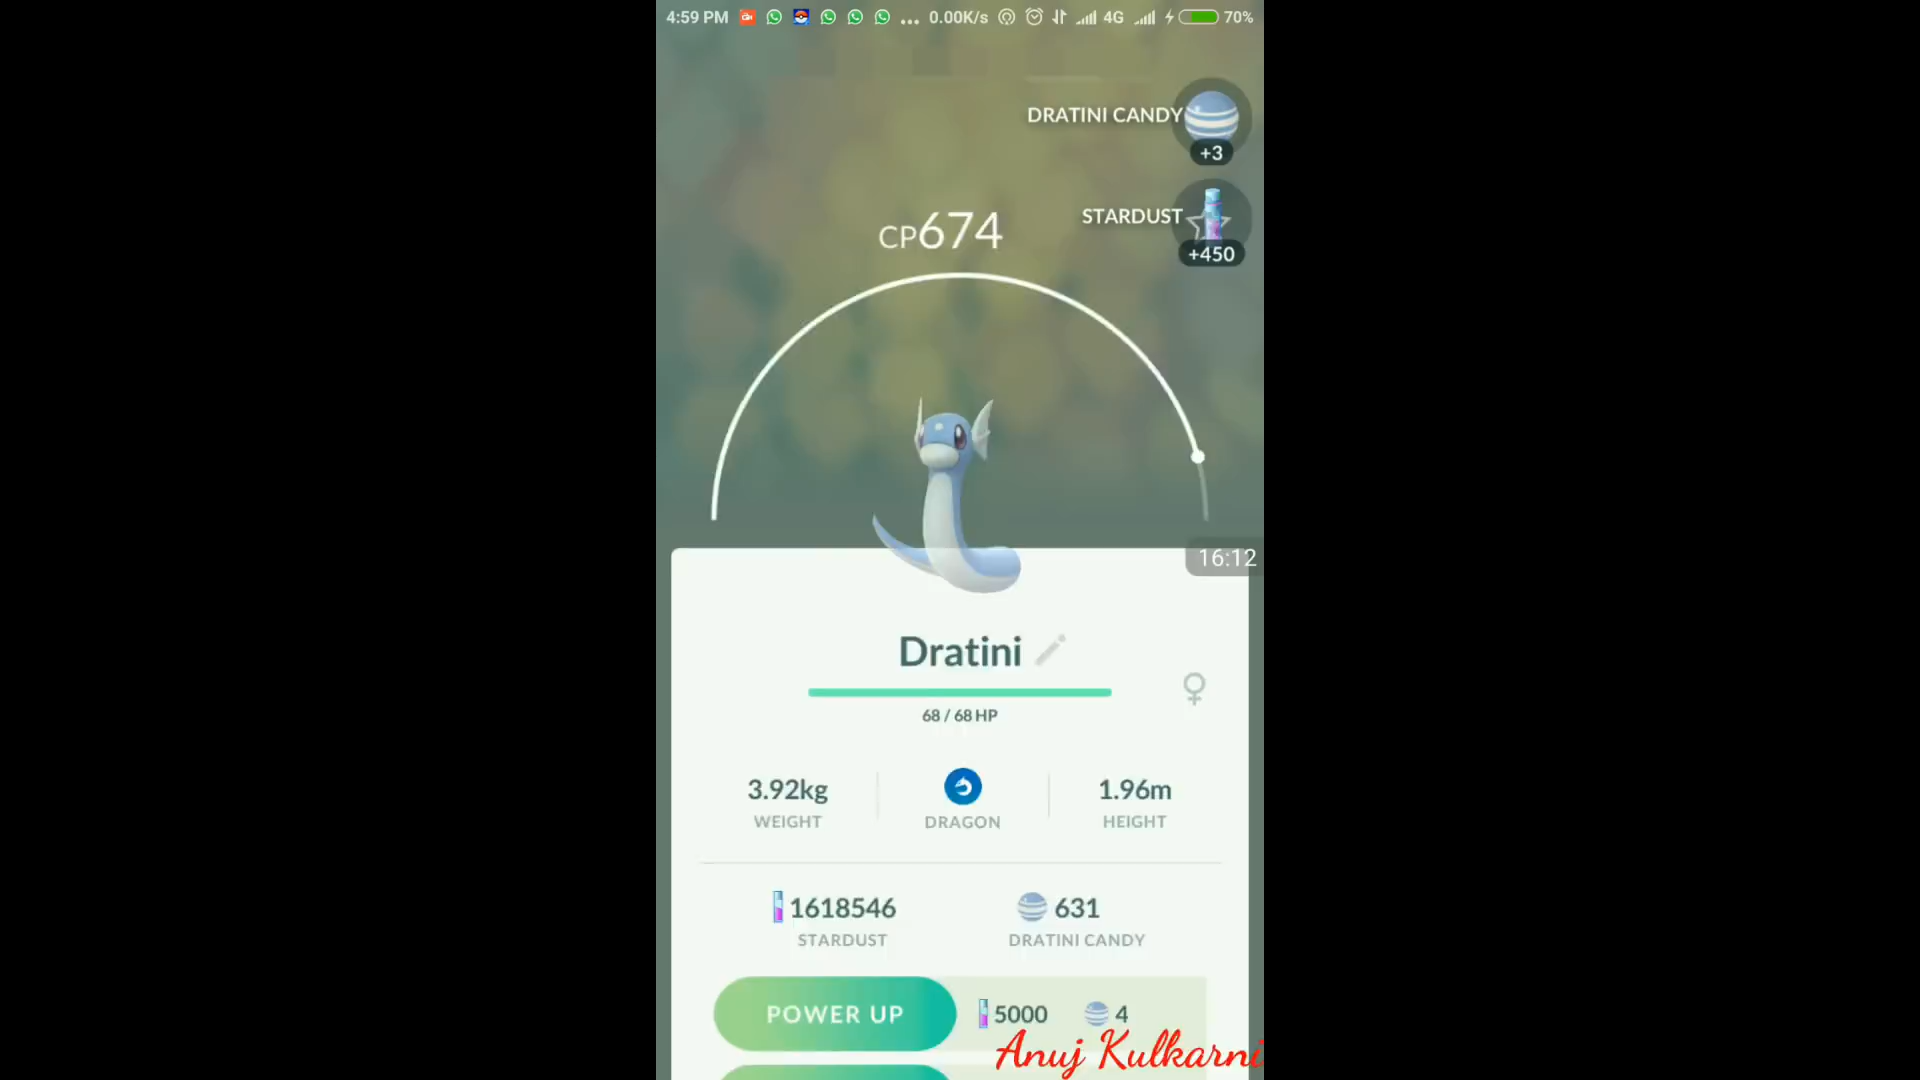 4:59 PM ... 0.00K/s 4G 70%
DRATINI CANDY
+3
STARDUST
+450
CP674
16:12
Dratini
68 / 68 HP
3.92kg 1.96m
WEIGHT DRAGON HEIGHT
1618546 631
STARDUST DRATINI CANDY
POWER UP 5000 4
Anuj Kulkarni